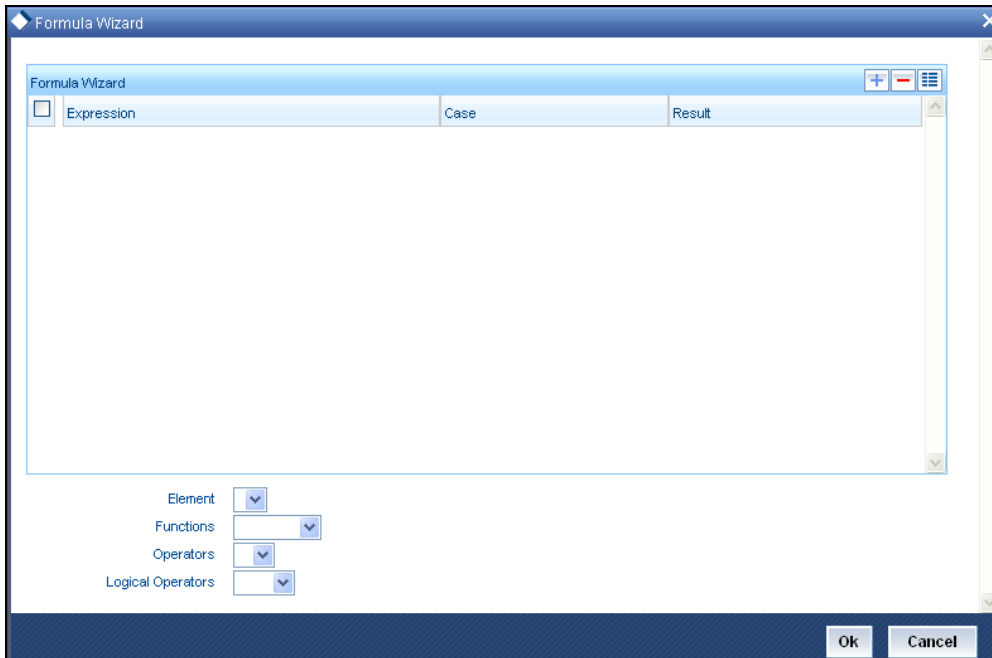 Formula Wizard
Formula Wizard
Expression Case Result
Element
Functions
Operators
Logical Operators
Ok Cancel